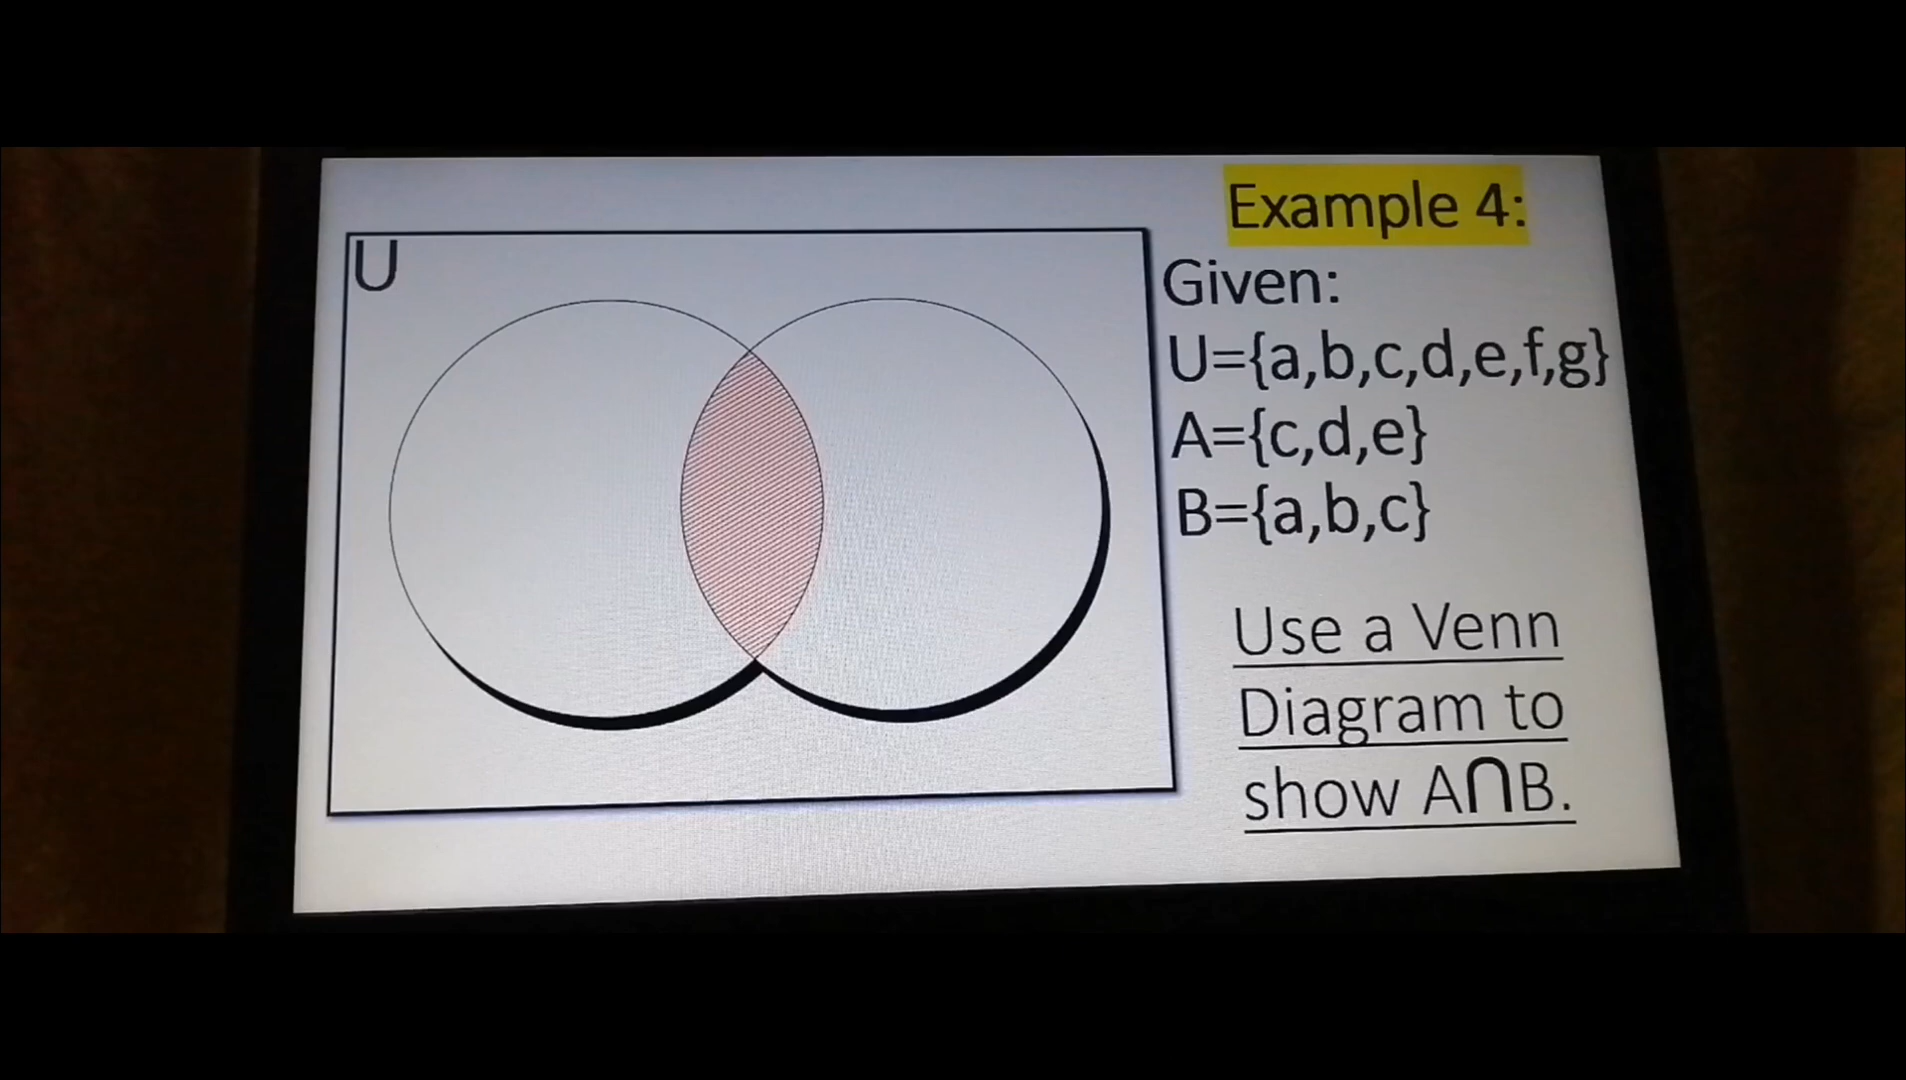 U
Example 4:
Given:
U={a,b,c,d,e,f,g}
A={c,d,e}
B={a,b,c}
Use a Venn
Diagram to
show A∩B.